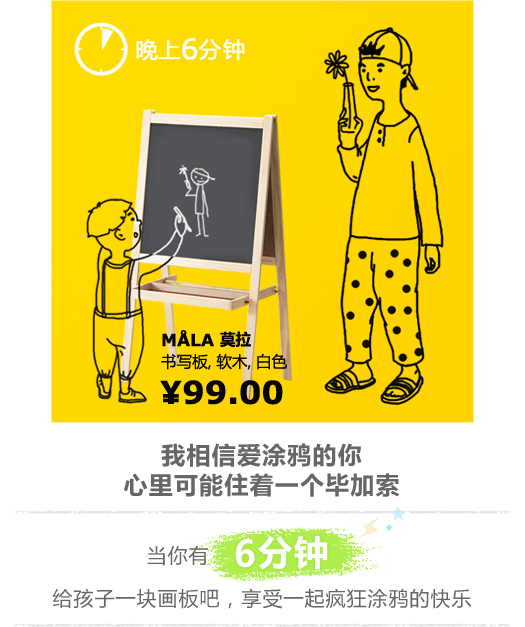 晚上6分钟
MÅLA 莫拉
书写板, 软木, 白色
¥99.00
我相信爱涂鸦的你
心里可能住着一个毕加索
当你有 6分钟
给孩子一块画板吧，享受一起疯狂涂鸦的快乐